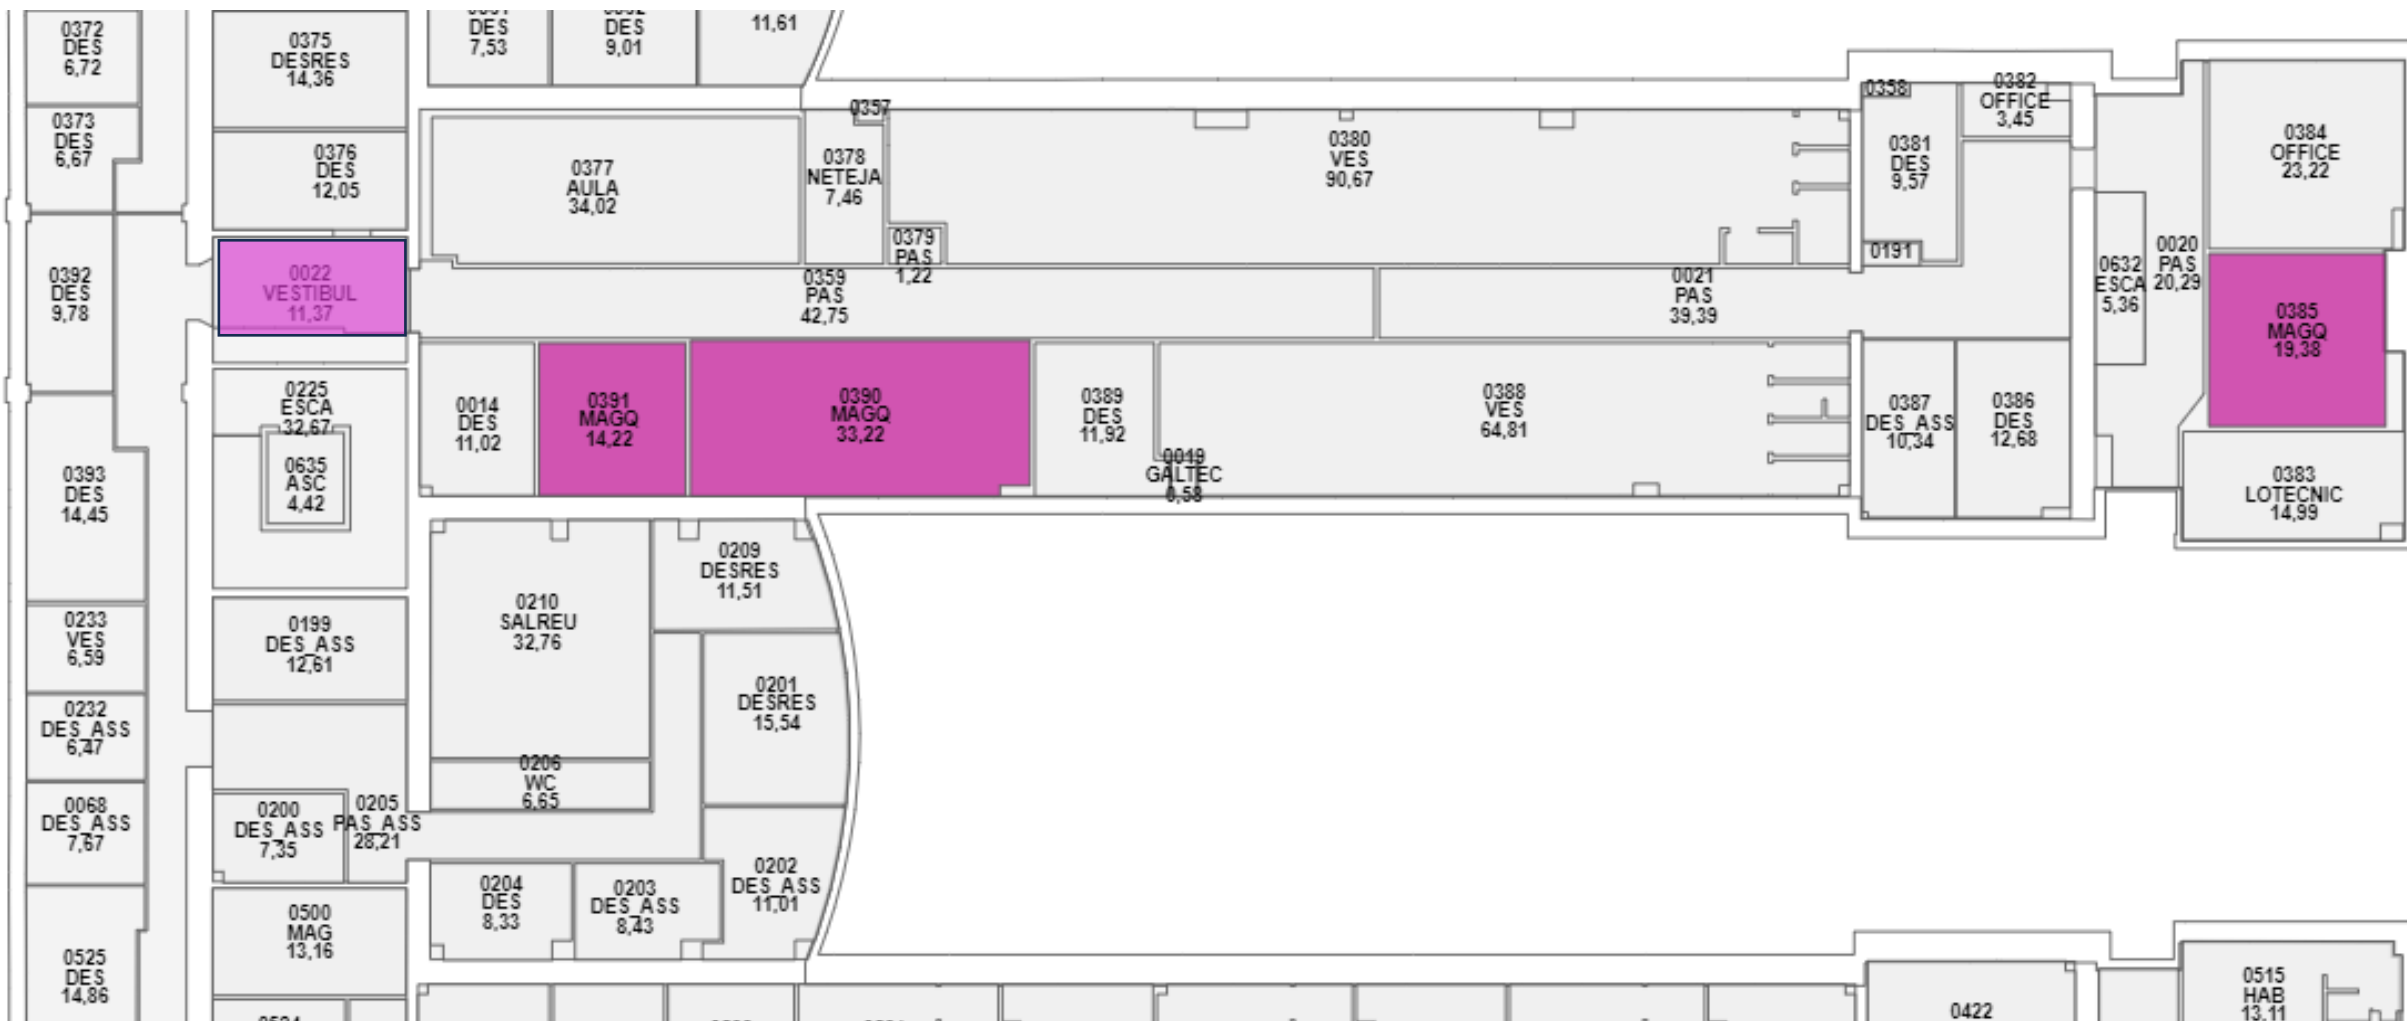 0372
DES
6,72
0375
DESRES
14,36
DES
7,53
DES
9,01
11,61
0373
DES
6,67
0376
DES
12,05
0377
AULA
34,02
0357
0378
NETEJA
7,46
0379
PAS
1,22
0380
VES
90,67
0358
0381
DES
9,57
0191
0382
OFFICE
3,45
0384
OFFICE
23,22
0392
DES
9,78
0022
VESTIBUL
11,37
0359
PAS
42,75
0021
PAS
39,39
0632
ESCA
5,36
0020
PAS
20,29
0385
MAGQ
19,38
0225
ESCA
32,67
0635
ASC
4,42
0014
DES
11,02
0391
MAGQ
14,22
0390
MAGQ
33,22
0389
DES
11,92
0019
GALTEC
0,58
0388
VES
64,81
0387
DES_ASS
10,34
0386
DES
12,68
0383
LOTECNIC
14,99
0393
DES
14,45
0233
VES
6,59
0199
DES_ASS
12,61
0210
SALREU
32,76
0209
DESRES
11,51
0201
DESRES
15,54
0232
DES_ASS
6,47
0206
WC
6,65
0068
DES_ASS
7,67
0200
DES_ASS
7,35
0205
PAS_ASS
28,21
0204
DES
8,33
0203
DES_ASS
8,43
0202
DES_ASS
11,01
0500
MAG
13,16
0525
DES
14,86
0422
0515
HAB
13,11